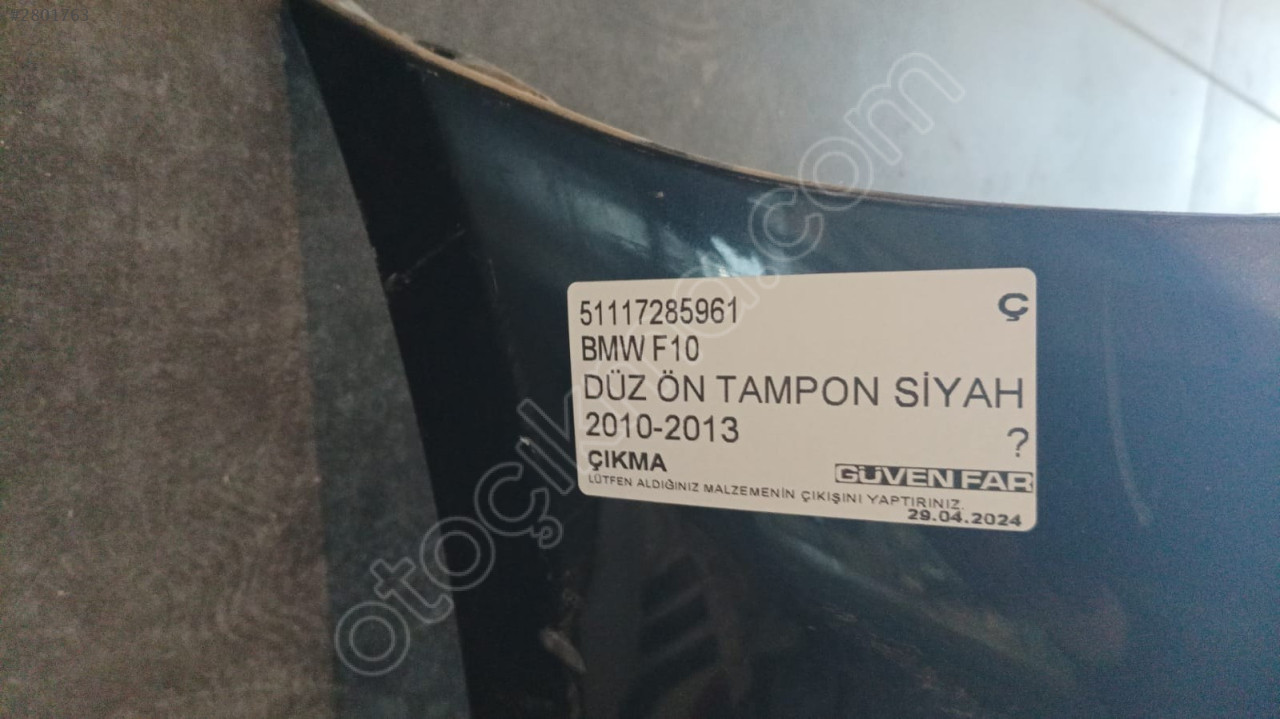 #2801763
otoçıkma.com
51117285961 Ç
BMW F10
DÜZ ÖN TAMPON SİYAH
2010-2013 ?
ÇIKMA GÜVEN FAR
LÜTFEN ALDIĞINIZ MALZEMENİN ÇIKIŞINI YAPTIRINIZ.
29.04.2024